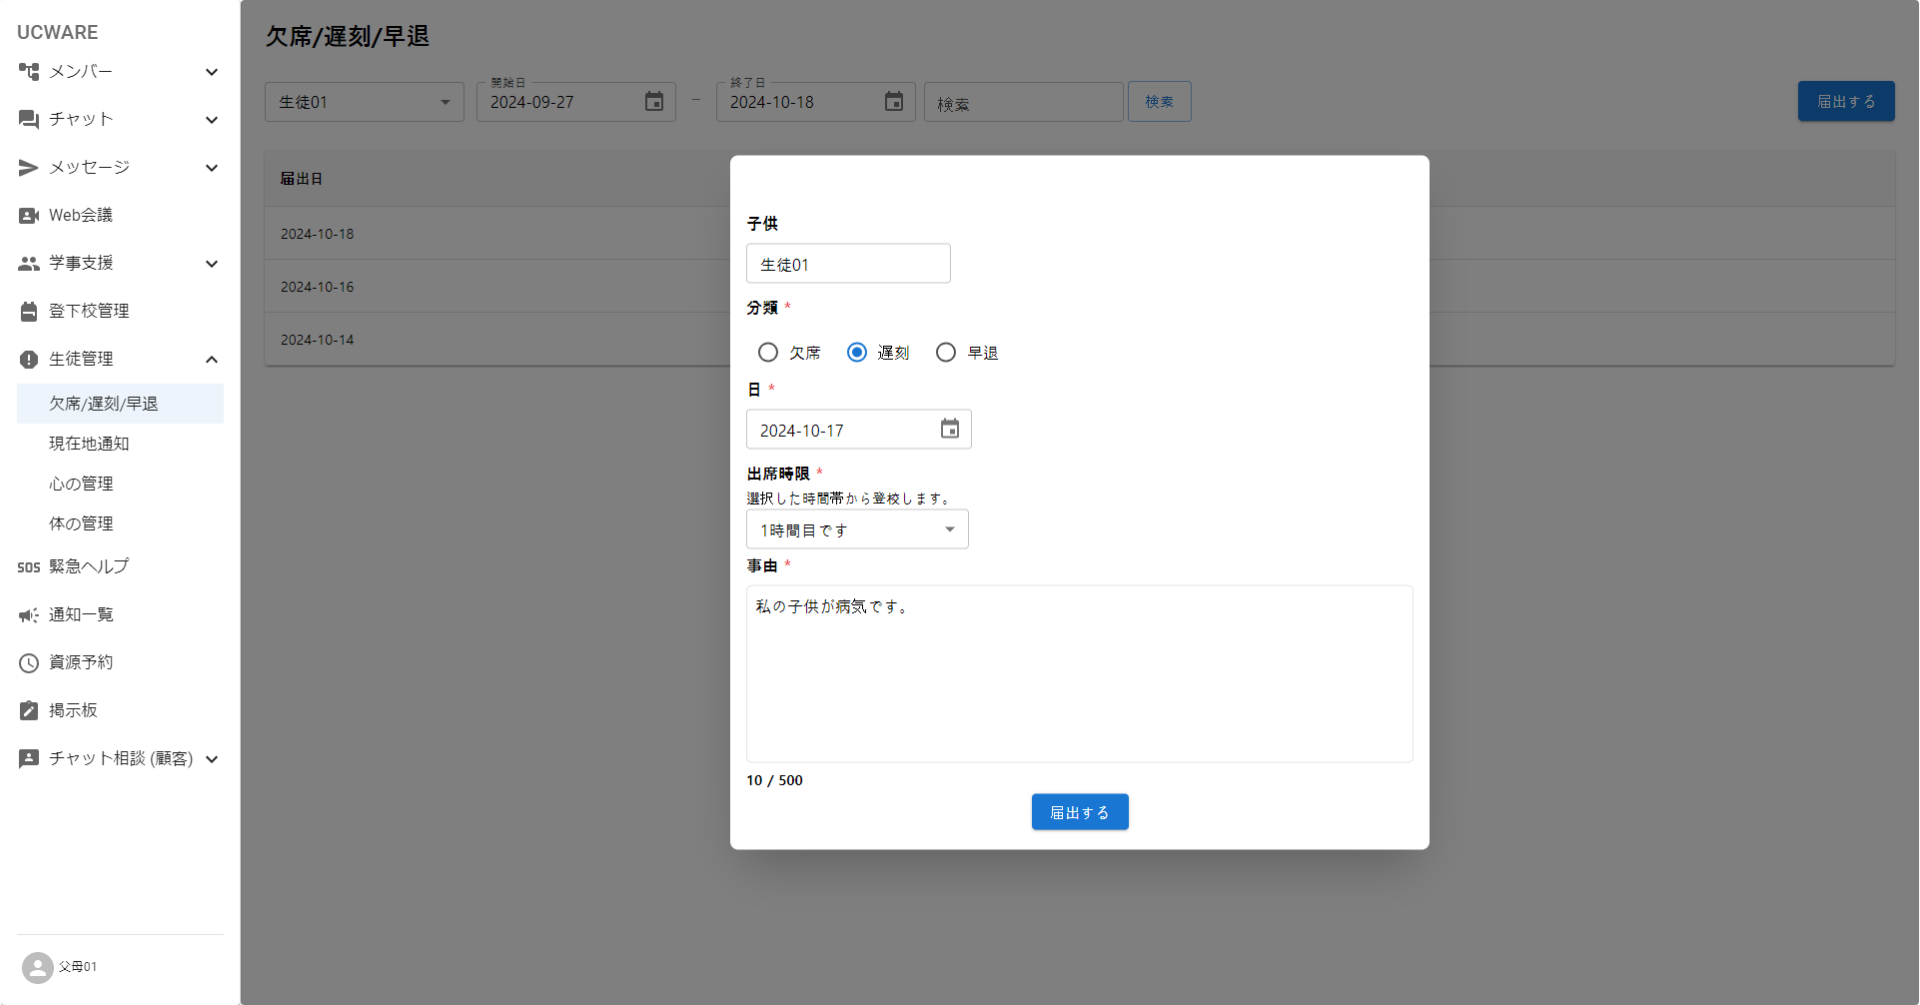 UCWARE
メンバー
チャット
メッセージ
Web会議
学事支援
登下校管理
生徒管理
欠席/遅刻/早退
現在地通知
心の管理
体の管理
SOS 緊急ヘルプ
通知一覧
資源予約
掲示板
チャット相談 (顧客)
父母01
欠席/遅刻/早退
生徒01
開始日
2024-09-27
–
終了日
2024-10-18
検索
検索
届出する
届出日
2024-10-18
2024-10-16
2024-10-14
子供
生徒01
分類 *
欠席 遅刻 早退
日 *
2024-10-17
出席時限 *
選択した時間帯から登校します。
1時間目です
事由 *
私の子供が病気です。
10 / 500
届出する